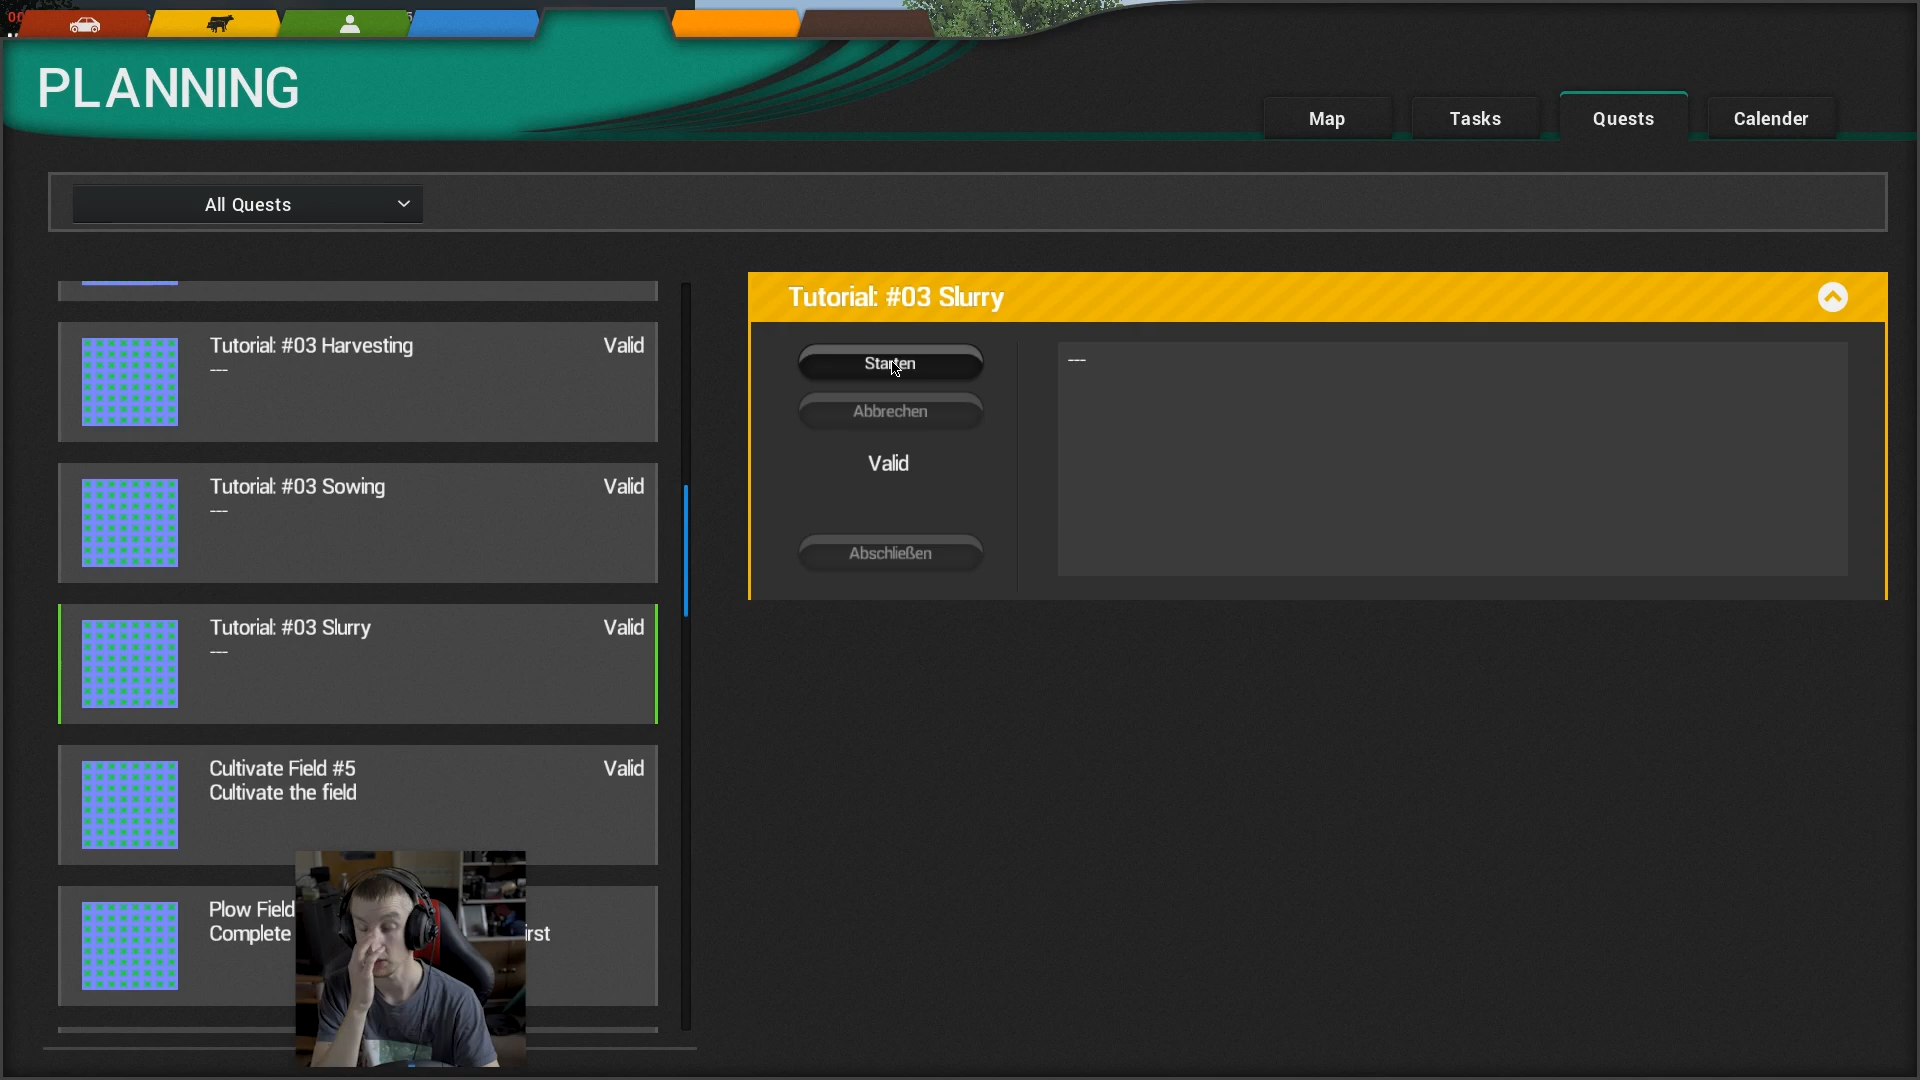 PLANNING
Map
Tasks
Quests
Calender
All Quests
Tutorial: #03 Harvesting
Valid
---
Tutorial: #03 Sowing
Valid
---
Tutorial: #03 Slurry
Valid
---
Cultivate Field #5
Valid
Cultivate the field
Plow Field
Complete
Tutorial: #03 Slurry
Starten
Abbrechen
Valid
Abschließen
---